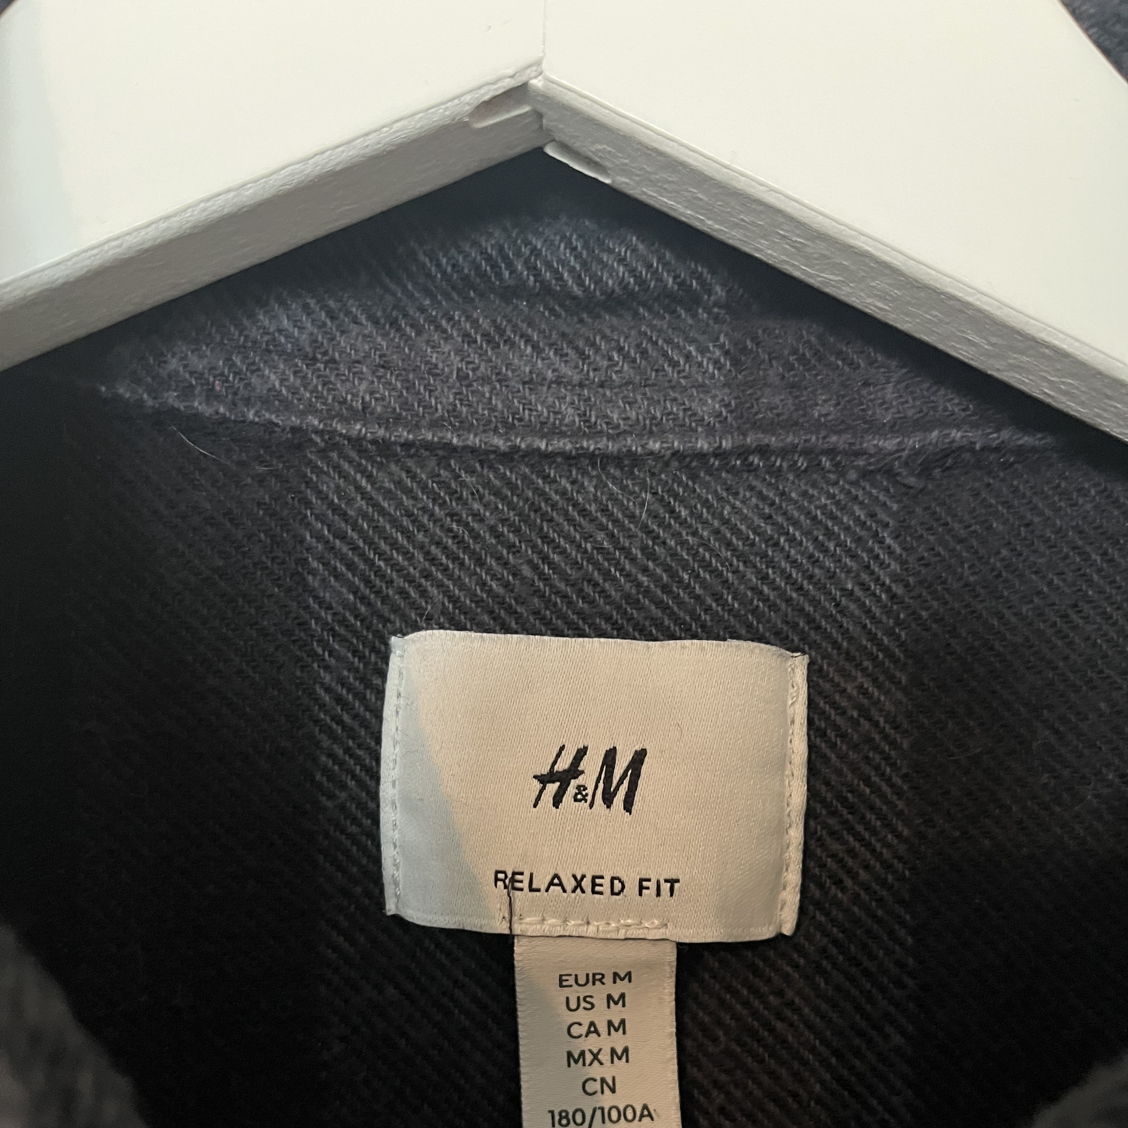 H&M
RELAXED FIT
EUR M
US M
CA M
MX M
CN
180/100A